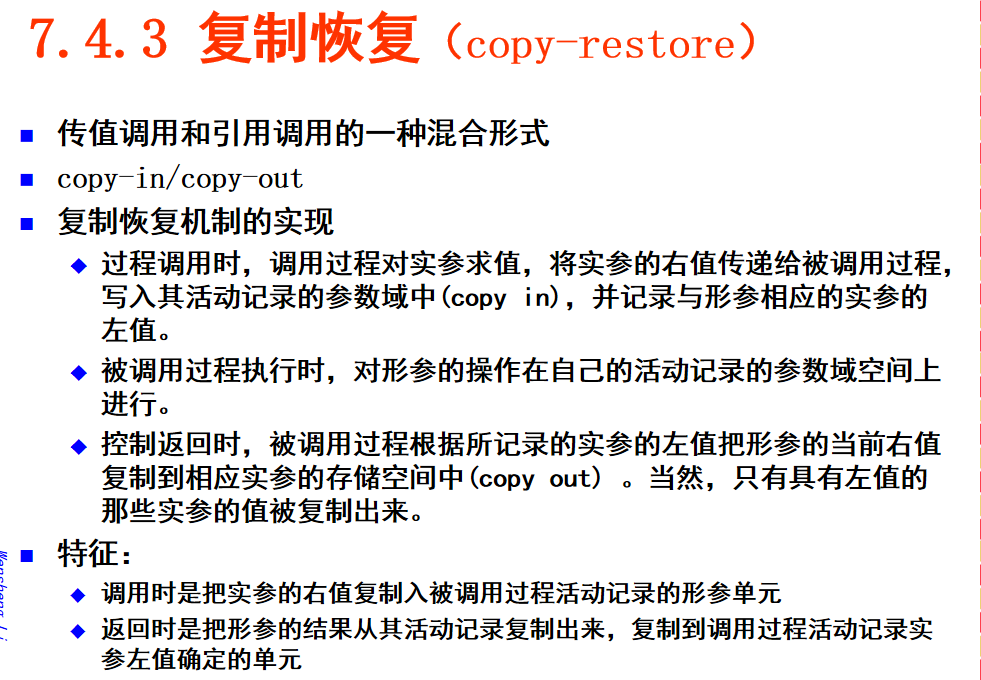 7.4.3 复制恢复（copy-restore）
传值调用和引用调用的一种混合形式
copy-in/copy-out
复制恢复机制的实现
过程调用时，调用过程对实参求值，将实参的右值传递给被调用过程，
写入其活动记录的参数域中(copy in)，并记录与形参相应的实参的
左值。
被调用过程执行时，对形参的操作在自己的活动记录的参数域空间上
进行。
控制返回时，被调用过程根据所记录的实参的左值把形参的当前右值
复制到相应实参的存储空间中(copy out) 。当然，只有具有左值的
那些实参的值被复制出来。
特征：
调用时是把实参的右值复制入被调用过程活动记录的形参单元
返回时是把形参的结果从其活动记录复制出来，复制到调用过程活动记录实
参左值确定的单元